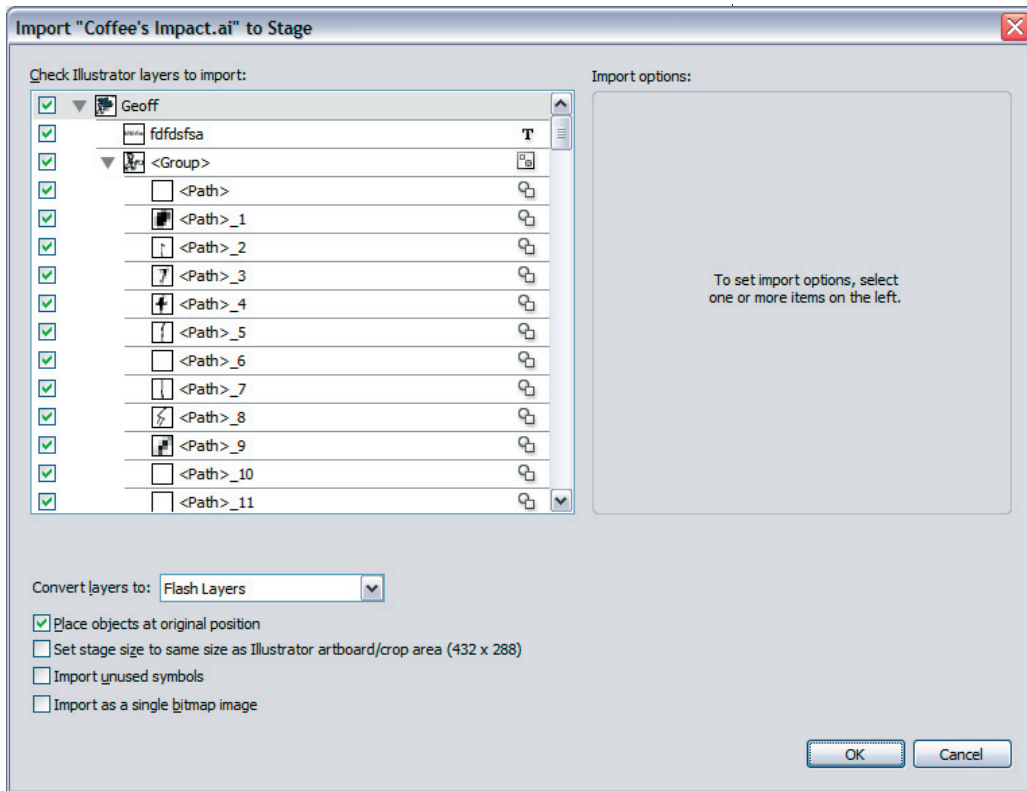 Import "Coffee's Impact.ai" to Stage
Check Illustrator layers to import:
Import options:
Geoff
fdfdsfsa
T
<Group>
<Path>
<Path>_1
<Path>_2
<Path>_3
<Path>_4
<Path>_5
<Path>_6
<Path>_7
<Path>_8
<Path>_9
<Path>_10
<Path>_11
To set import options, select
one or more items on the left.
Convert layers to:
Flash Layers
Place objects at original position
Set stage size to same size as Illustrator artboard/crop area (432 x 288)
Import unused symbols
Import as a single bitmap image
OK
Cancel